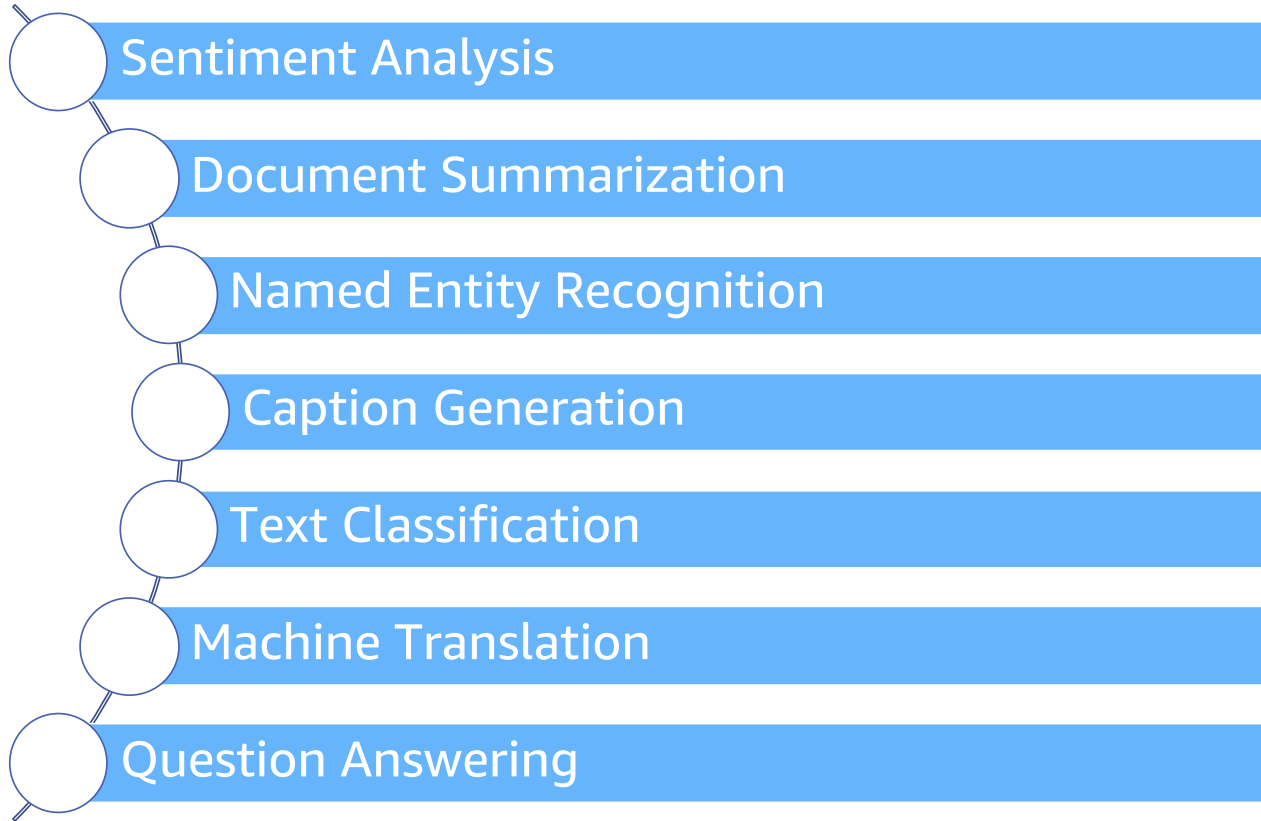 Sentiment Analysis
Document Summarization
Named Entity Recognition
Caption Generation
Text Classification
Machine Translation
Question Answering